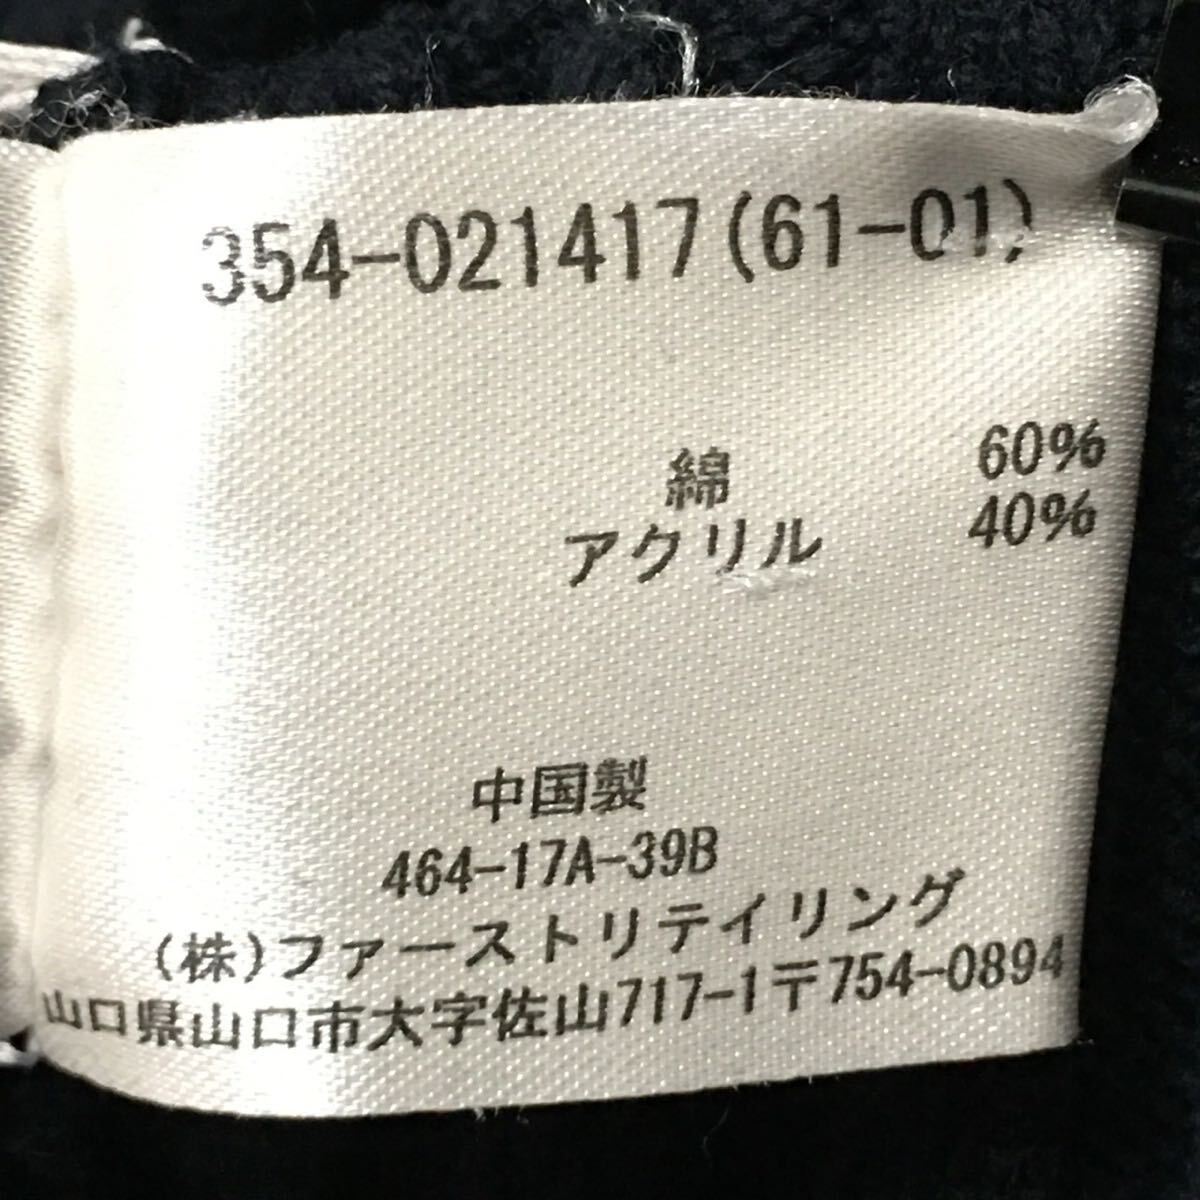 354-021417(61-01)
綿 60%
アクリル 40%
中国製
464-17A-39B
(株)ファーストリテイリング
山口県山口市大字佐山717-1〒754-0894